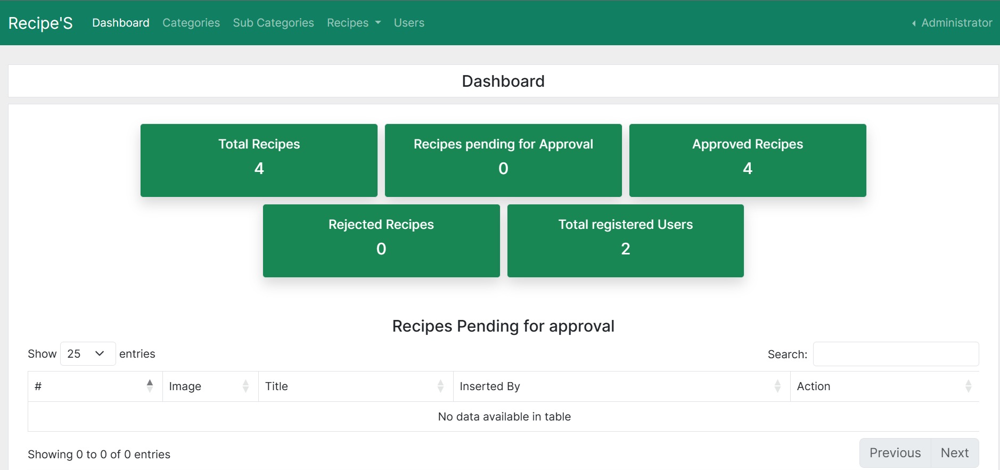 Recipe'S Dashboard Categories Sub Categories Recipes Users Administrator
Dashboard
Total Recipes
4
Recipes pending for Approval
0
Approved Recipes
4
Rejected Recipes
0
Total registered Users
2
Recipes Pending for approval
Show 25 entries
Search:
# Image Title Inserted By Action
No data available in table
Showing 0 to 0 of 0 entries
Previous Next